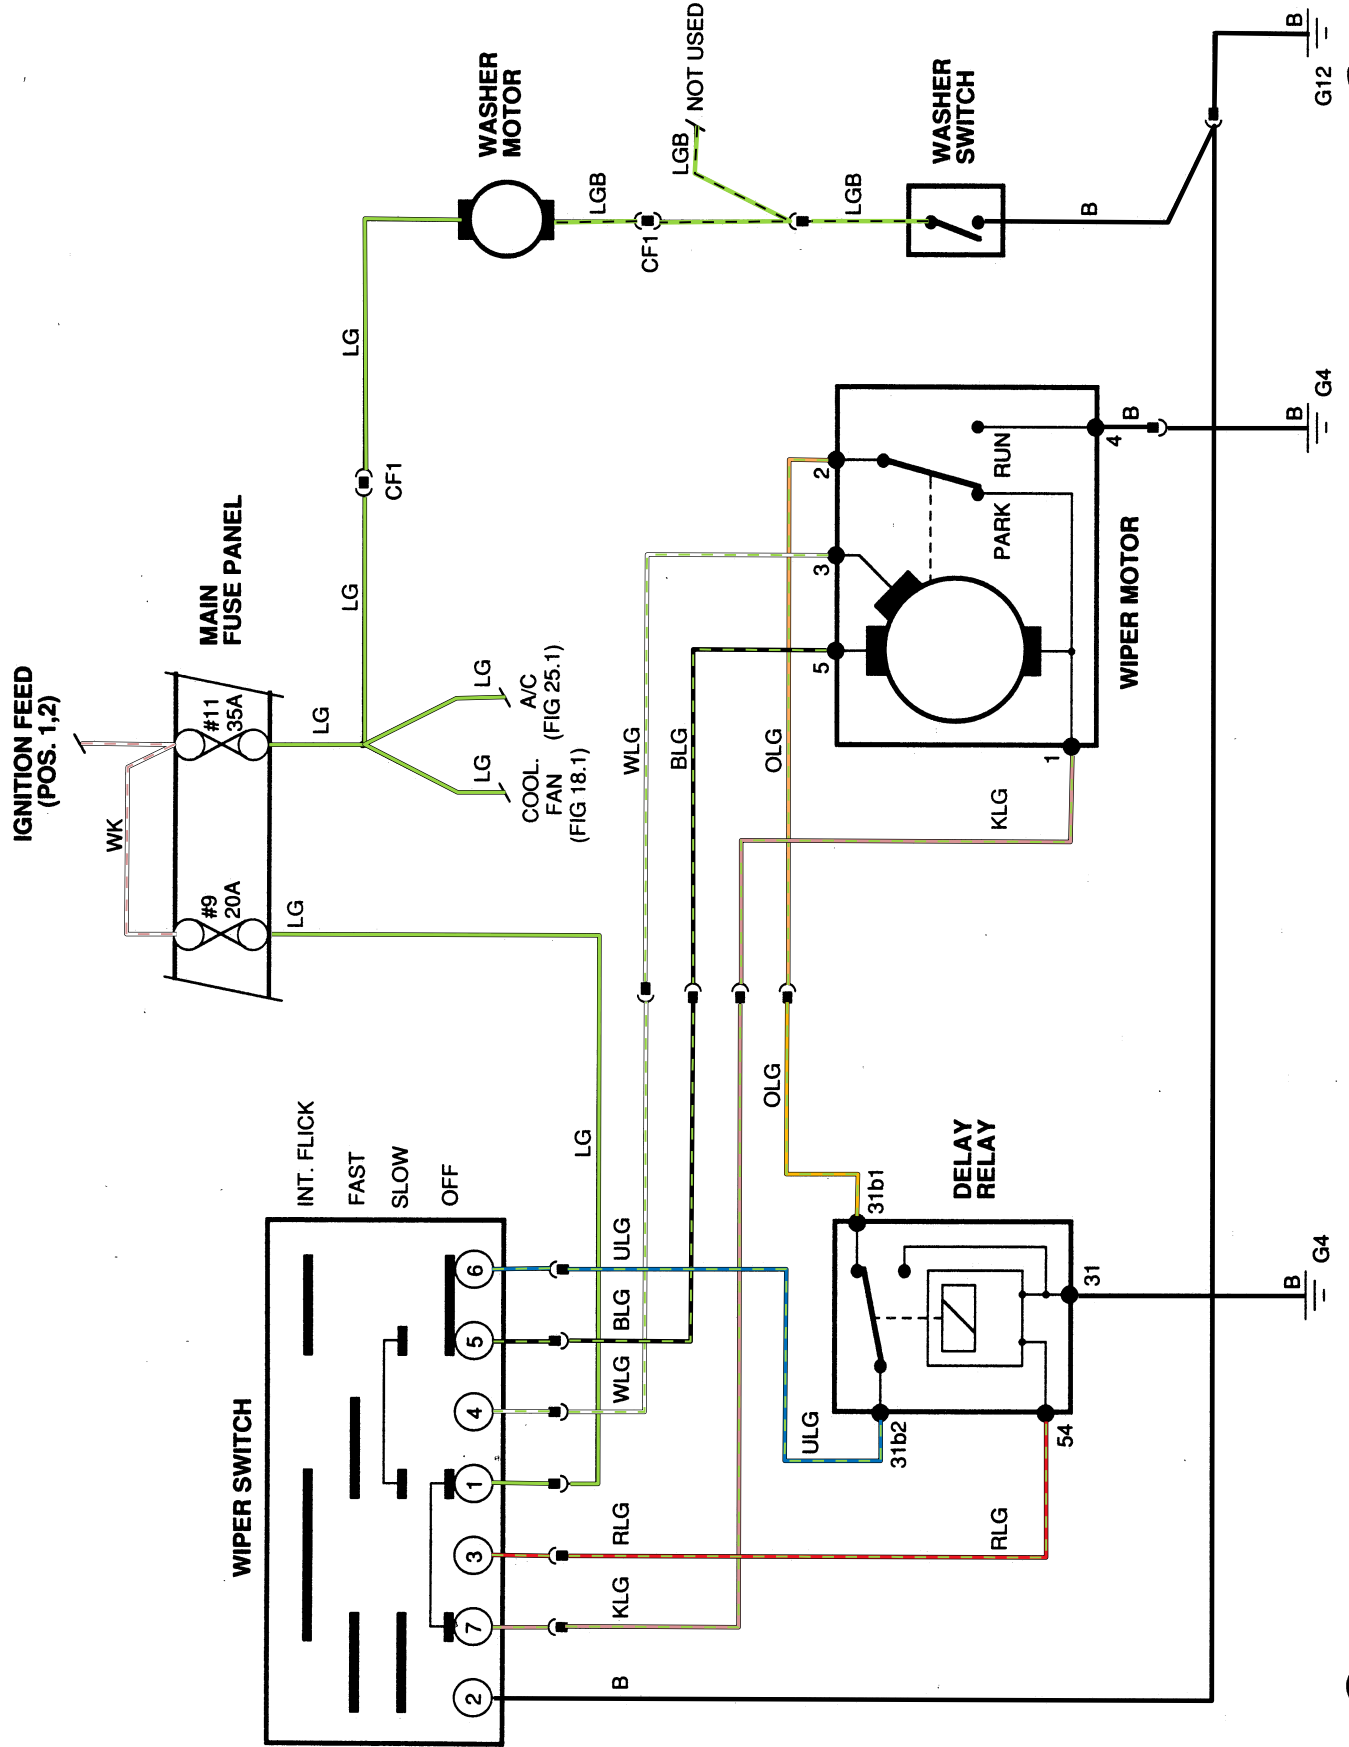 IGNITION FEED
(POS. 1,2)
WK
MAIN
FUSE PANEL
#9
20A
#11
35A
LG
LG
LG
CF1
LG
LG
COOL.
FAN
(FIG 18.1)
LG
A/C
(FIG 25.1)
WASHER
MOTOR
LGB
CF1
LGB
NOT USED
LGB
WASHER
SWITCH
B
B
G12
WIPER SWITCH
INT. FLICK
FAST
SLOW
OFF
2
7
3
1
4
5
6
B
KLG
RLG
LG
WLG
BLG
ULG
WLG
BLG
OLG
KLG
OLG
ULG
RLG
DELAY
RELAY
31b1
31b2
54
31
B
G4
WIPER MOTOR
5
3
2
1
4
PARK
RUN
B
B
G4